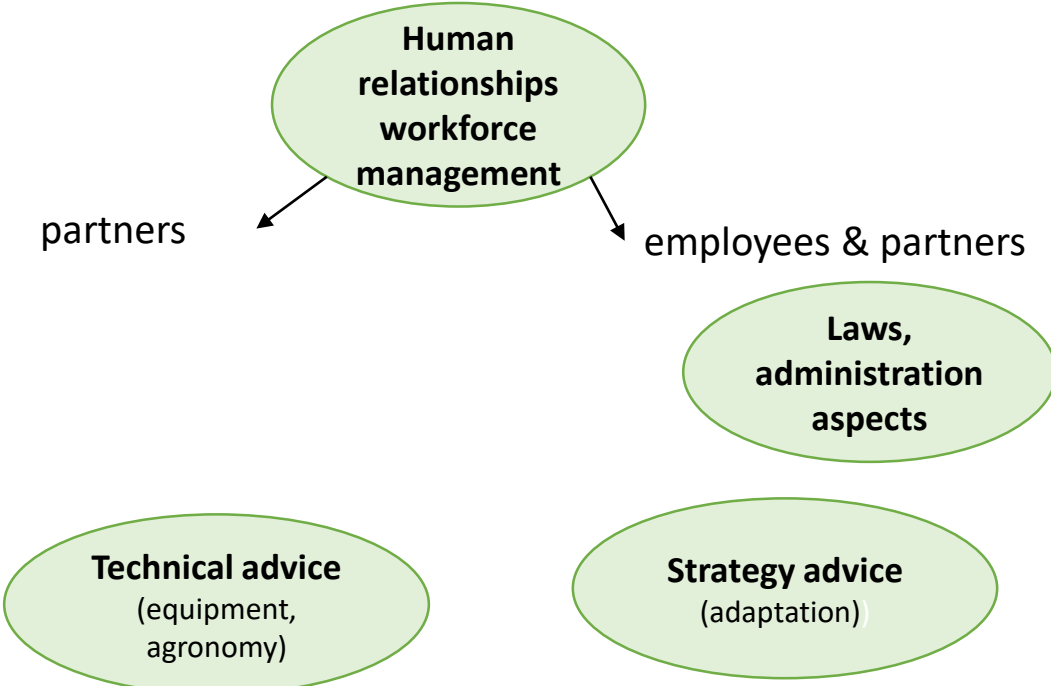 Human
relationships
workforce
management
partners
employees & partners
Laws,
administration
aspects
Technical advice
(equipment,
agronomy)
Strategy advice
(adaptation))